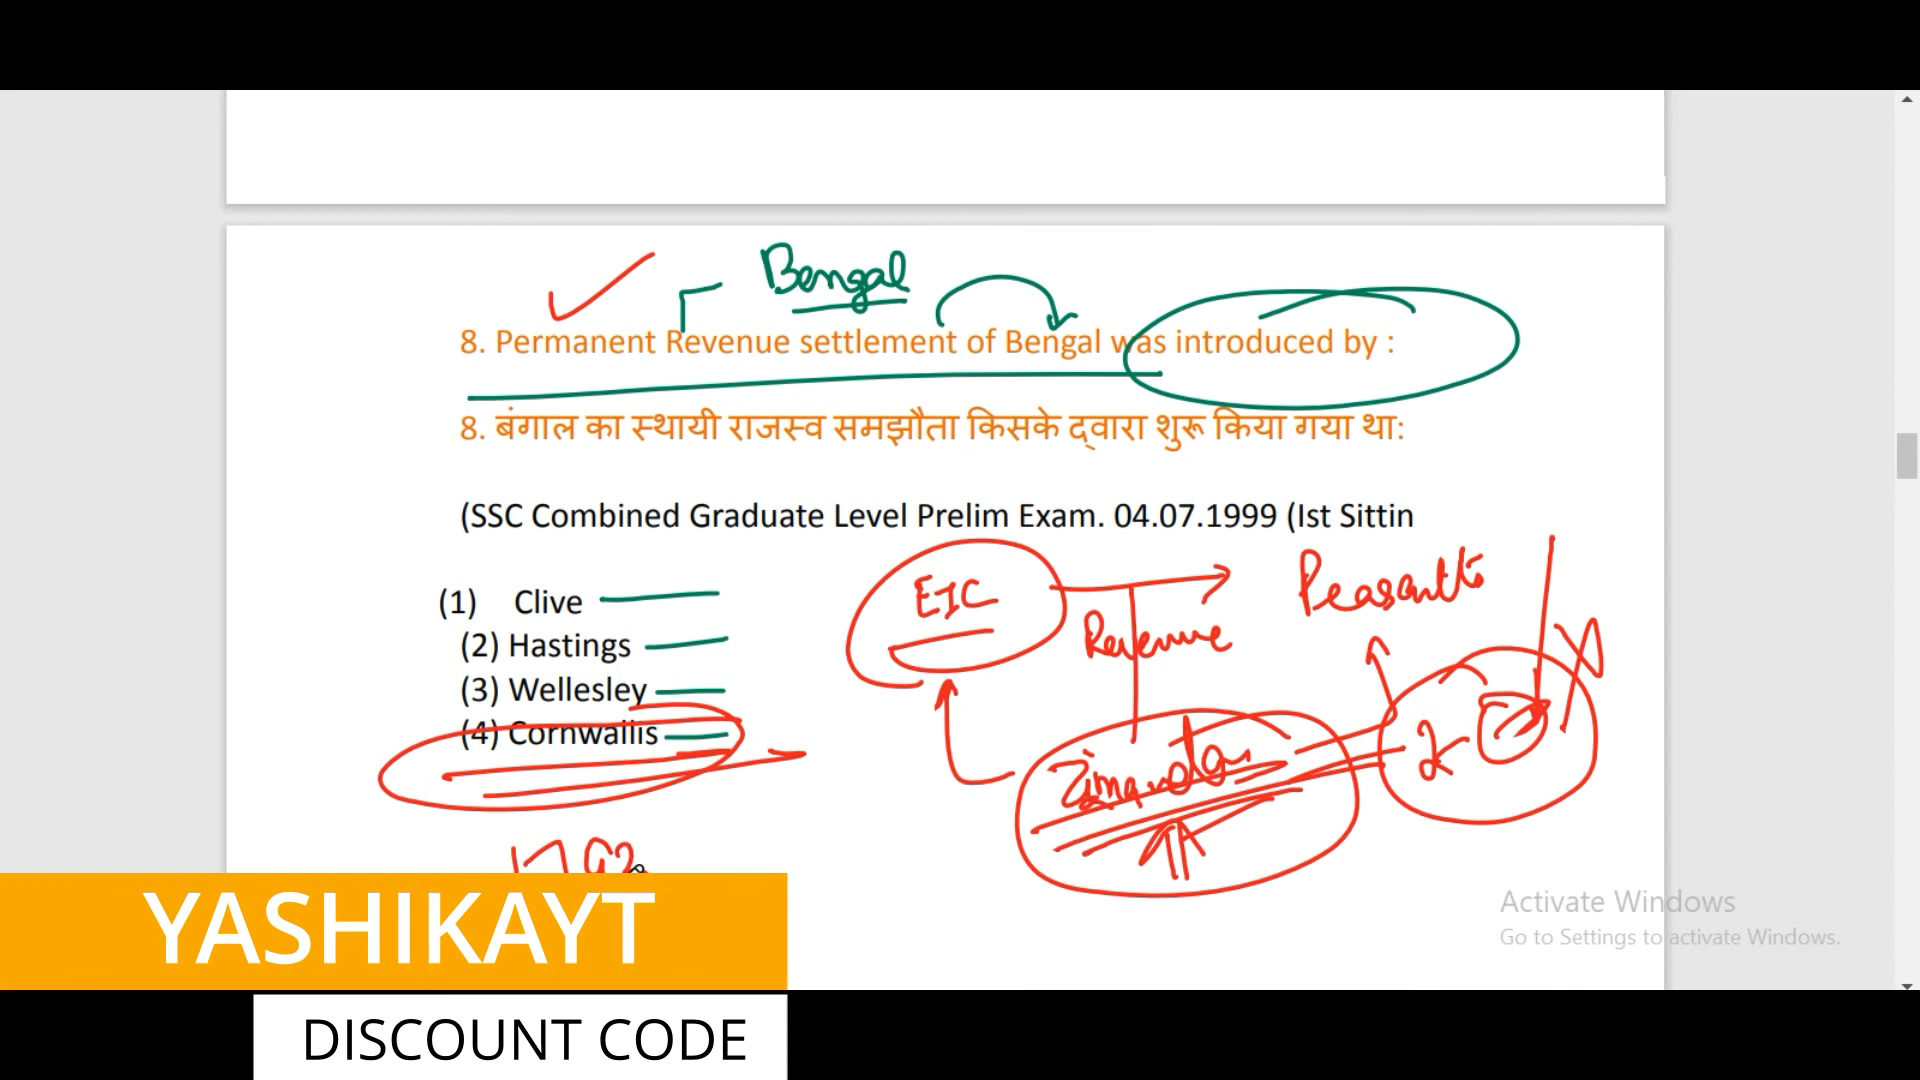 Bengal
8. Permanent Revenue settlement of Bengal was introduced by :
8. बंगाल का स्थायी राजस्व समझौता किसके द्वारा शुरू किया गया था:
(SSC Combined Graduate Level Prelim Exam. 04.07.1999 (Ist Sittin
EIC
Revenue
(1) Clive
(2) Hastings
(3) Wellesley
(4) Cornwallis
YASHIKAYT
DISCOUNT CODE
Activate Windows
Go to Settings to activate Windows.